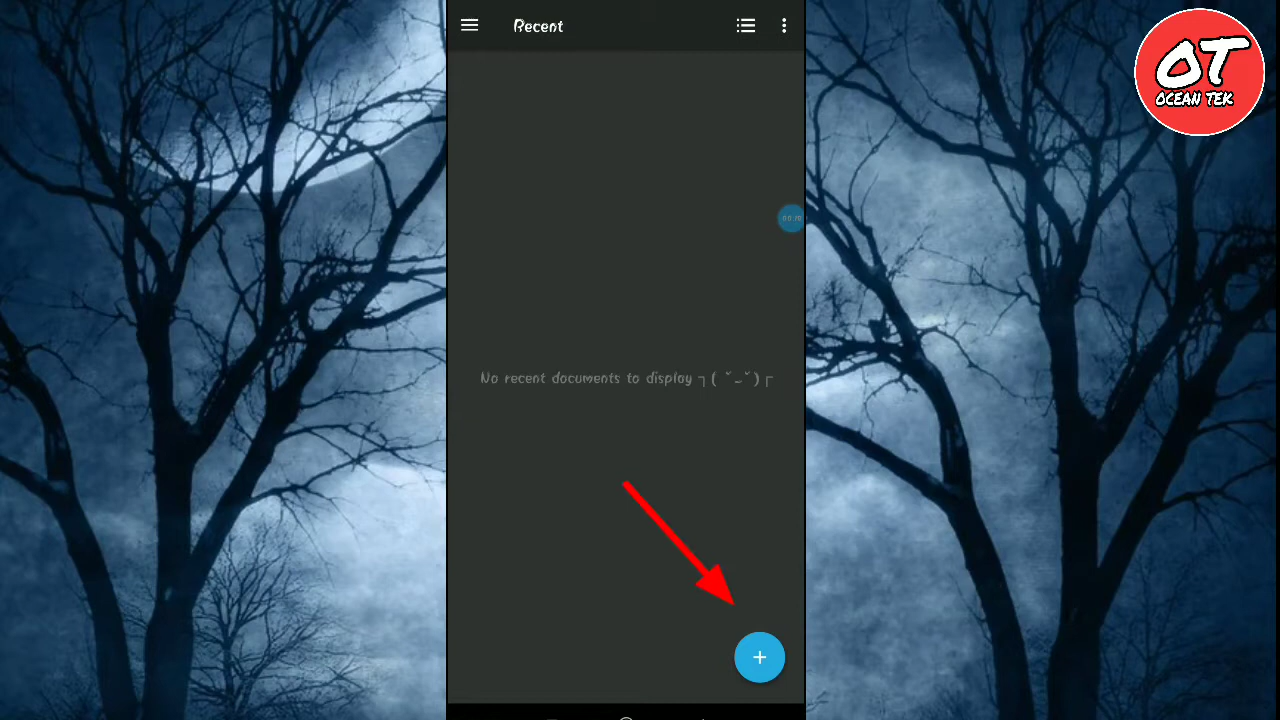 Recent
OT
OCEAN TEK
No recent documents to display ┐( ˘_˘)┌